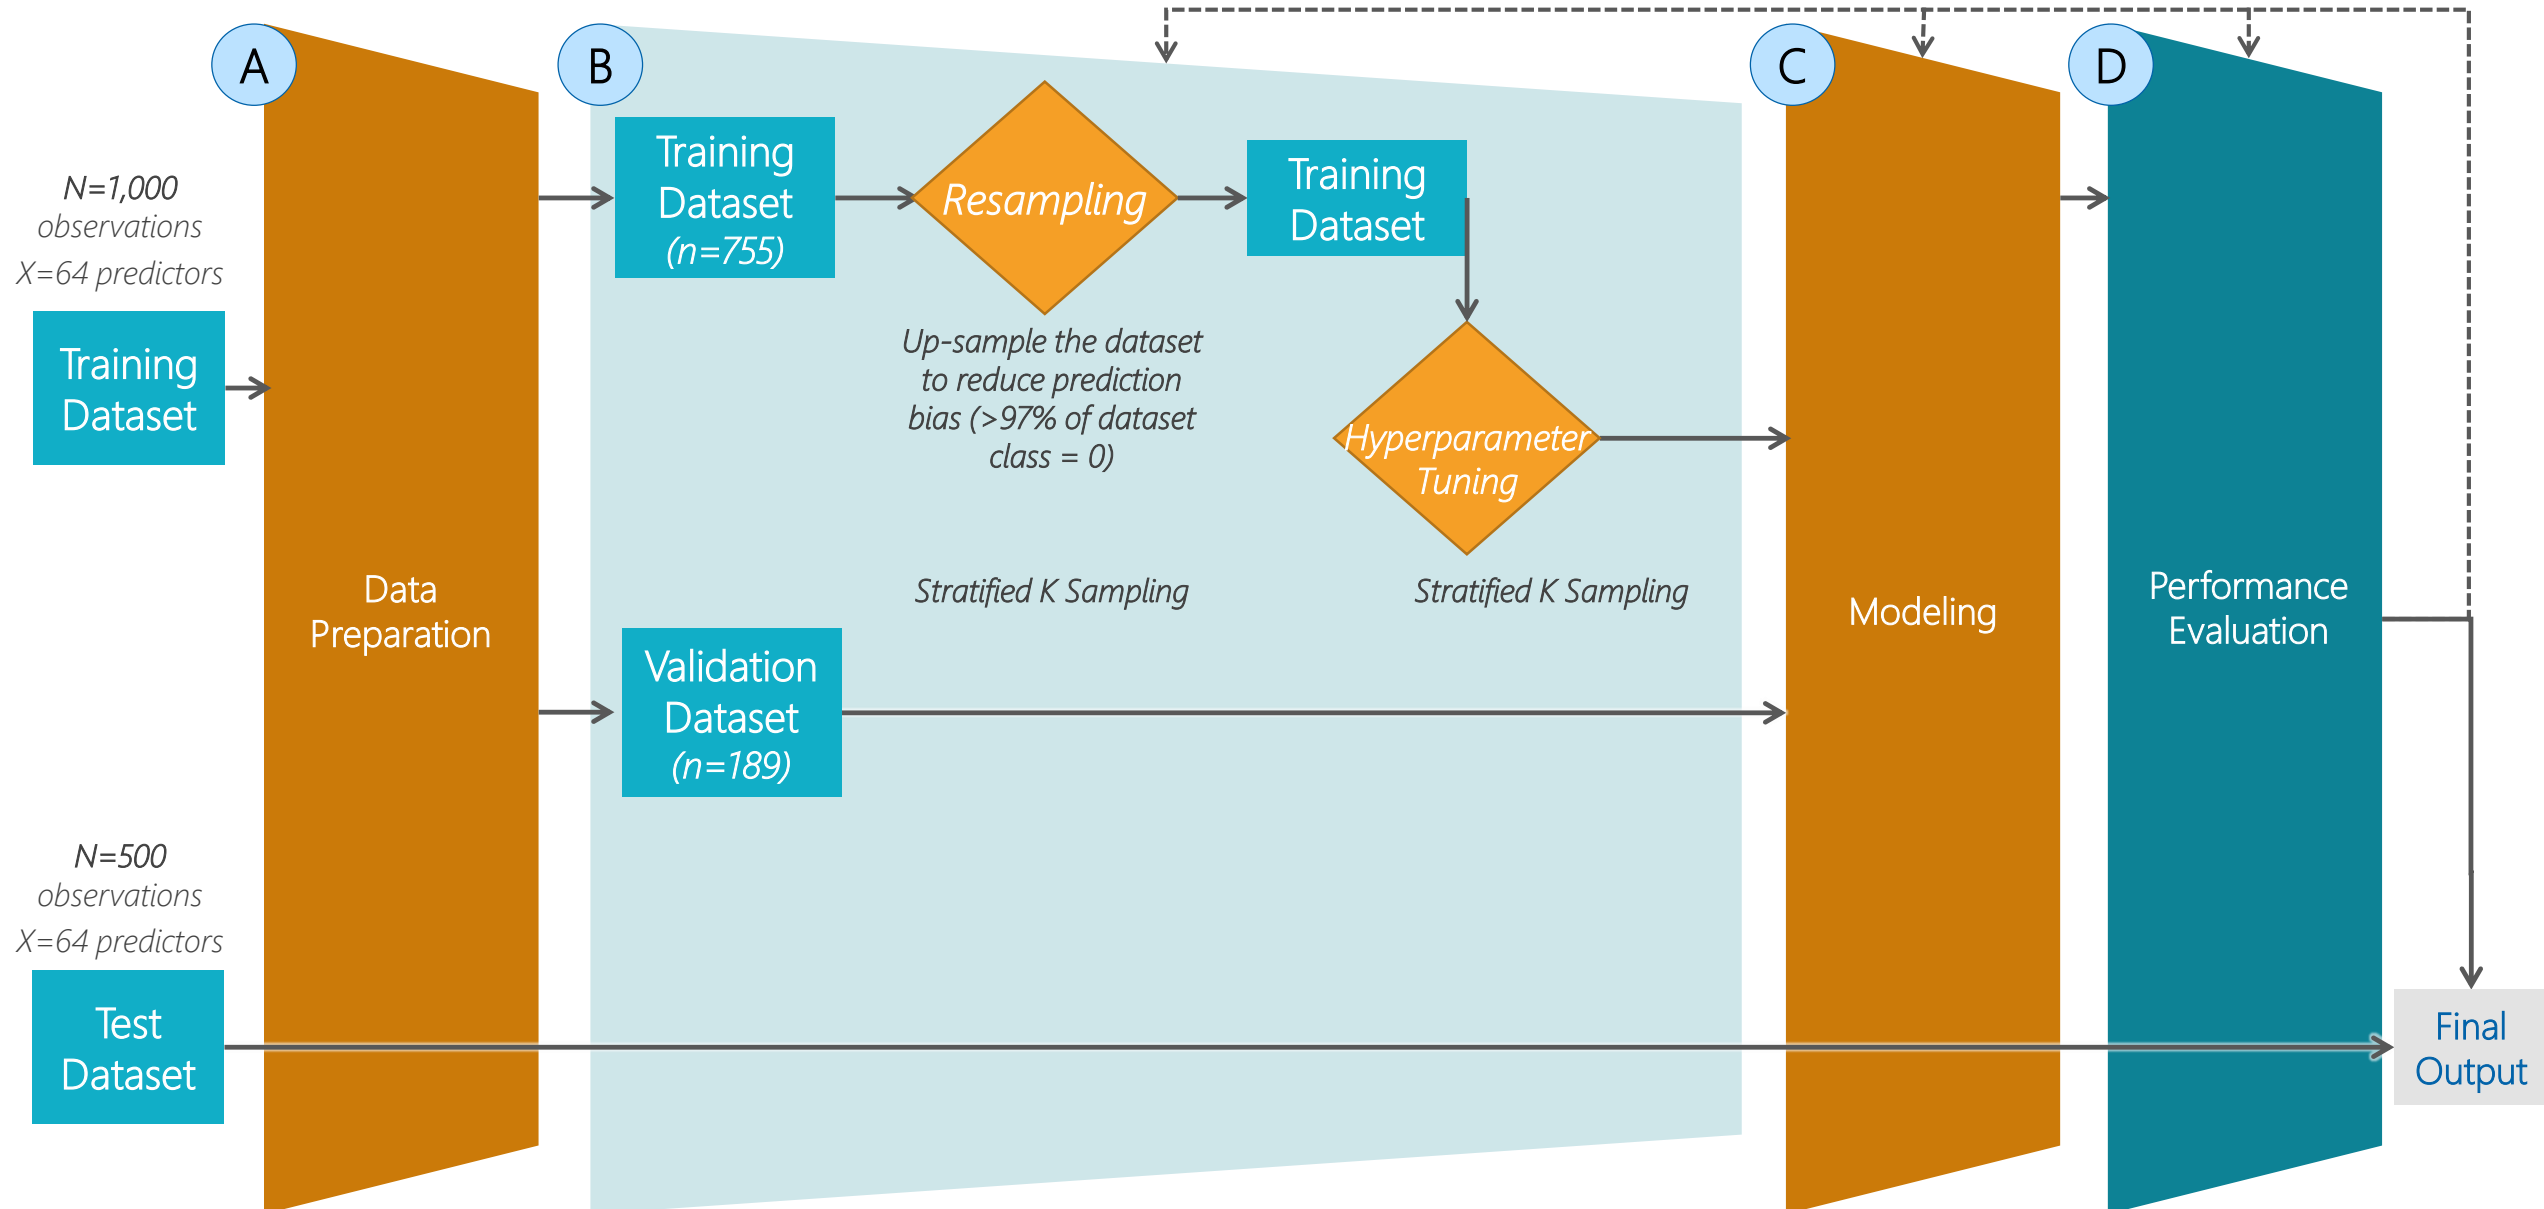 A
B
C
D
N=1,000
observations
X=64 predictors
Training
Dataset
Data
Preparation
Training
Dataset
(n=755)
Resampling
Up-sample the dataset
to reduce prediction
bias (>97% of dataset
class = 0)
Training
Dataset
Hyperparameter
Tuning
Stratified K Sampling
Stratified K Sampling
Validation
Dataset
(n=189)
Modeling
Performance
Evaluation
N=500
observations
X=64 predictors
Test
Dataset
Final
Output